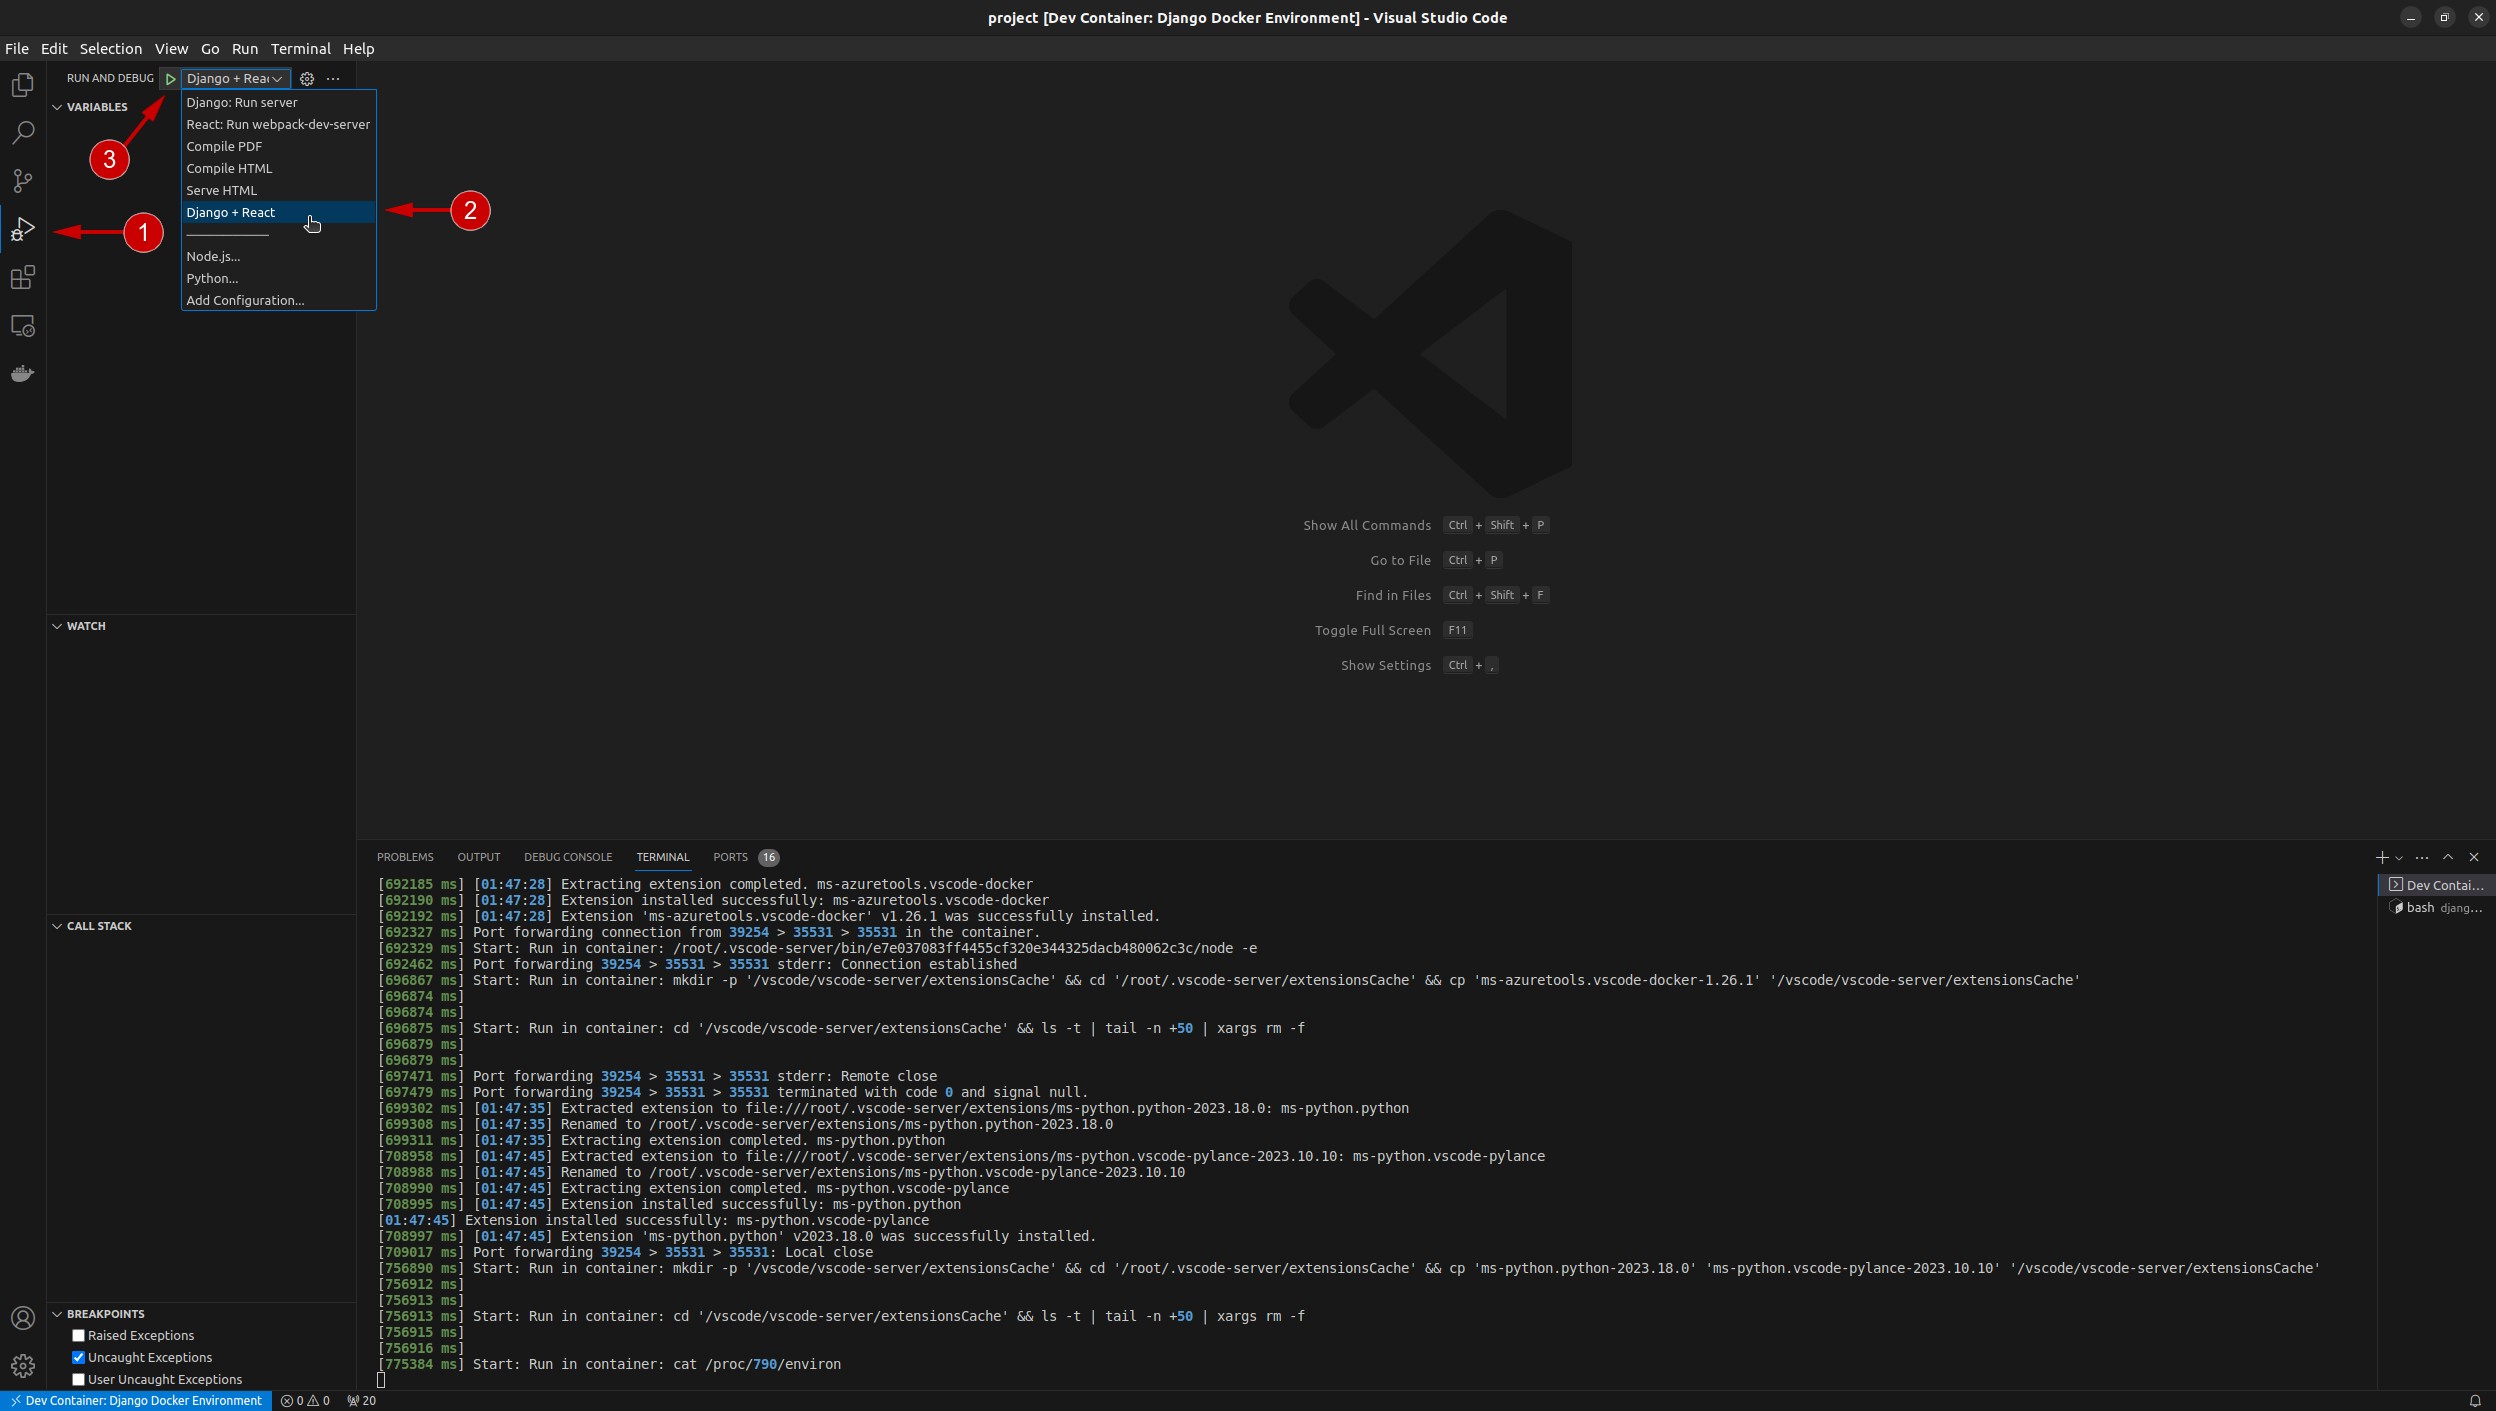 project [Dev Container: Django Docker Environment] - Visual Studio Code
File Edit Selection View Go Run Terminal Help
RUN AND DEBUG Django + Reac
VARIABLES
Django: Run server
React: Run webpack-dev-server
Compile PDF
Compile HTML
Serve HTML
Django + React
Node.js...
Python...
Add Configuration...
3
2
1
Show All Commands Ctrl + Shift + P
Go to File Ctrl + P
Find in Files Ctrl + Shift + F
Toggle Full Screen F11
Show Settings Ctrl + ,
WATCH
CALL STACK
BREAKPOINTS
Raised Exceptions
Uncaught Exceptions
User Uncaught Exceptions
PROBLEMS OUTPUT DEBUG CONSOLE TERMINAL PORTS 16
[692185 ms] [01:47:28] Extracting extension completed. ms-azuretools.vscode-docker
[692190 ms] [01:47:28] Extension installed successfully: ms-azuretools.vscode-docker
[692192 ms] [01:47:28] Extension 'ms-azuretools.vscode-docker' v1.26.1 was successfully installed.
[692327 ms] Port forwarding connection from 39254 > 35531 > 35531 in the container.
[692329 ms] Start: Run in container: /root/.vscode-server/bin/e7e037083ff4455cf320e344325dacb480062c3c/node -e
[692462 ms] Port forwarding 39254 > 35531 > 35531 stderr: Connection established
[696867 ms] Start: Run in container: mkdir -p '/vscode/vscode-server/extensionsCache' && cd '/root/.vscode-server/extensionsCache' && cp 'ms-azuretools.vscode-docker-1.26.1' '/vscode/vscode-server/extensionsCache'
[696874 ms]
[696874 ms]
[696875 ms] Start: Run in container: cd '/vscode/vscode-server/extensionsCache' && ls -t | tail -n +50 | xargs rm -f
[696879 ms]
[696879 ms]
[697471 ms] Port forwarding 39254 > 35531 > 35531 stderr: Remote close
[697479 ms] Port forwarding 39254 > 35531 > 35531 terminated with code 0 and signal null.
[699302 ms] [01:47:35] Extracted extension to file:///root/.vscode-server/extensions/ms-python.python-2023.18.0: ms-python.python
[699308 ms] [01:47:35] Renamed to /root/.vscode-server/extensions/ms-python.python-2023.18.0
[699311 ms] [01:47:35] Extracting extension completed. ms-python.python
[708958 ms] [01:47:45] Extracted extension to file:///root/.vscode-server/extensions/ms-python.vscode-pylance-2023.10.10: ms-python.vscode-pylance
[708988 ms] [01:47:45] Renamed to /root/.vscode-server/extensions/ms-python.vscode-pylance-2023.10.10
[708990 ms] [01:47:45] Extracting extension completed. ms-python.vscode-pylance
[708995 ms] [01:47:45] Extension installed successfully: ms-python.python
[01:47:45] Extension installed successfully: ms-python.vscode-pylance
[708997 ms] [01:47:45] Extension 'ms-python.python' v2023.18.0 was successfully installed.
[709017 ms] Port forwarding 39254 > 35531 > 35531: Local close
[756890 ms] Start: Run in container: mkdir -p '/vscode/vscode-server/extensionsCache' && cd '/root/.vscode-server/extensionsCache' && cp 'ms-python.python-2023.18.0' 'ms-python.vscode-pylance-2023.10.10' '/vscode/vscode-server/extensionsCache'
[756912 ms]
[756913 ms]
[756913 ms] Start: Run in container: cd '/vscode/vscode-server/extensionsCache' && ls -t | tail -n +50 | xargs rm -f
[756915 ms]
[756916 ms]
[775384 ms] Start: Run in container: cat /proc/790/environ
Dev Contai...
bash djang...
Dev Container: Django Docker Environment 0 0 20